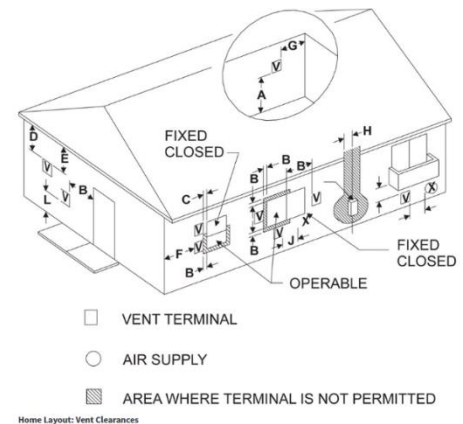 G
V
A
D
E
V
B
L
V
FIXED
CLOSED
H
C
B
B
B
V
V
V
V
X
F
V
V
B
B
J
X
FIXED
CLOSED
OPERABLE
VENT TERMINAL
AIR SUPPLY
AREA WHERE TERMINAL IS NOT PERMITTED
Home Layout: Vent Clearances